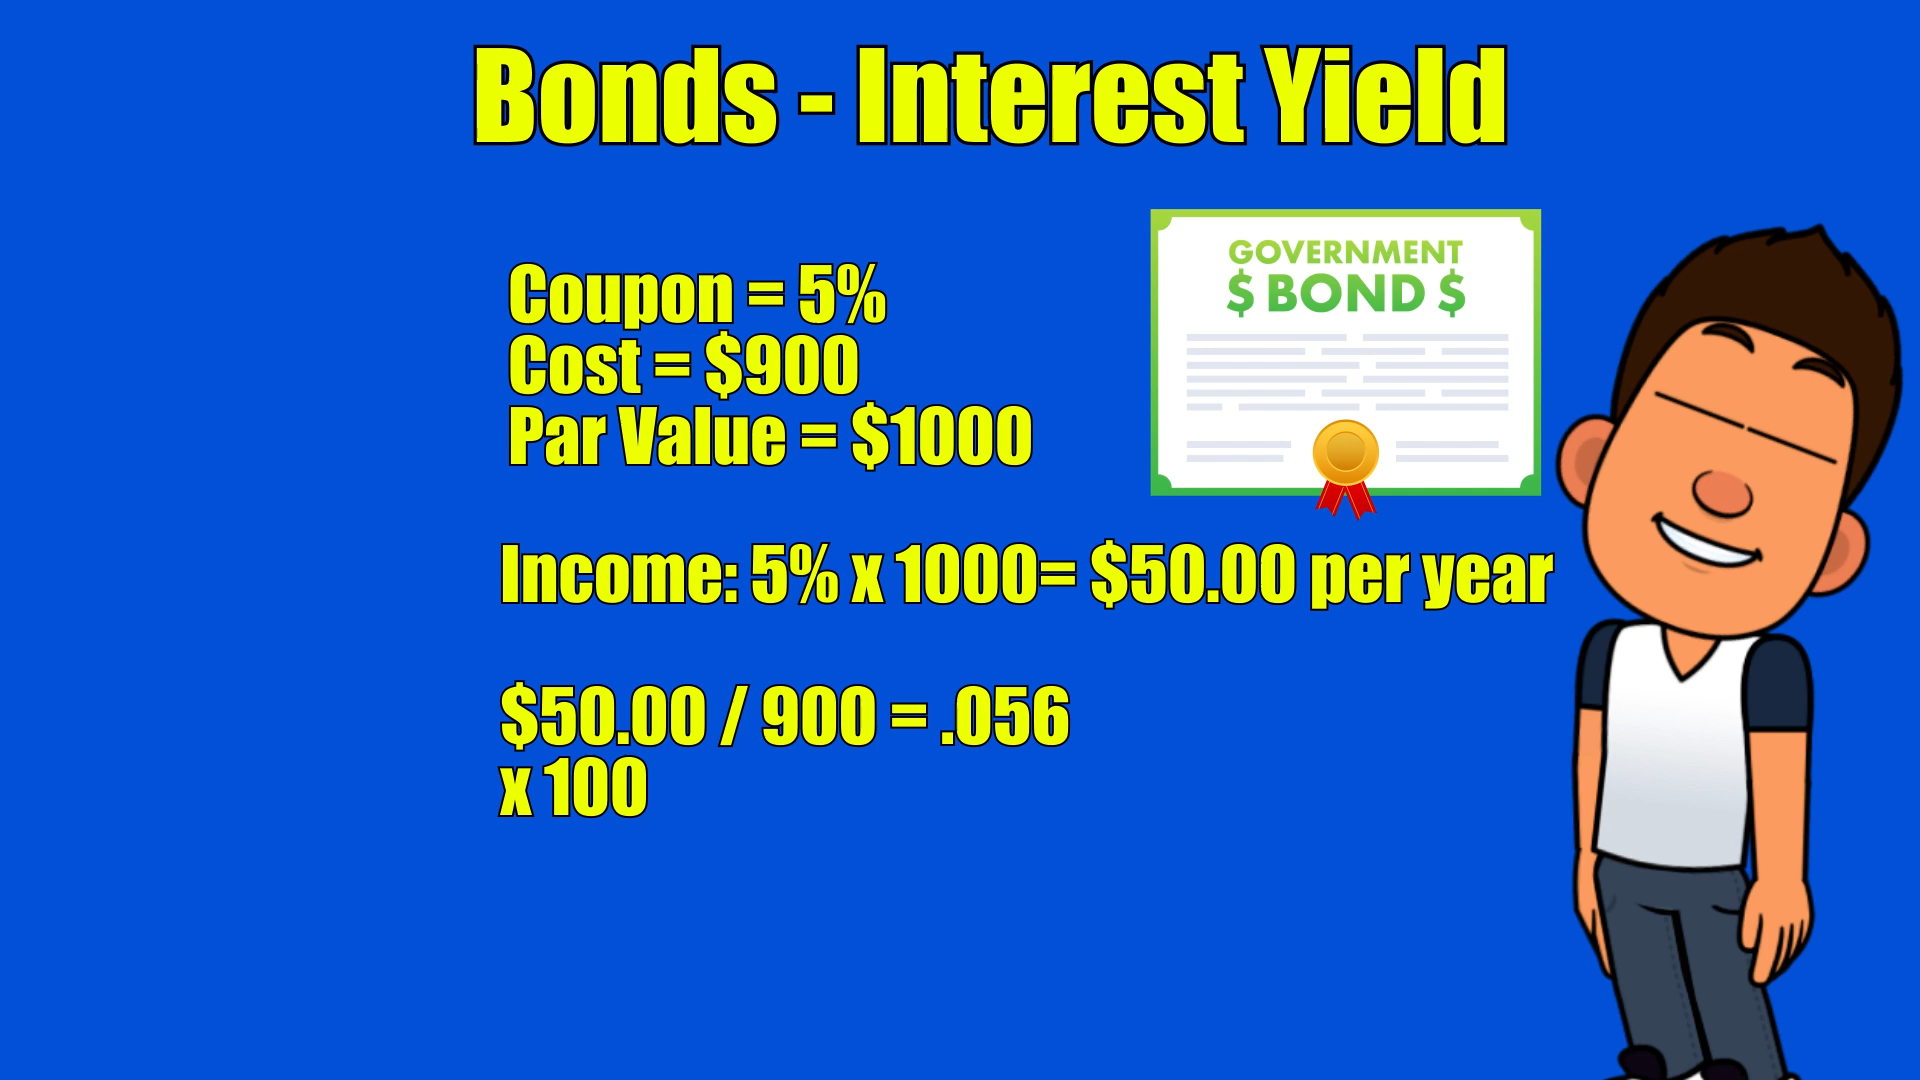 Bonds - Interest Yield
GOVERNMENT
$ BOND $
Coupon = 5%
Cost = $900
Par Value = $1000
Income: 5% x 1000= $50.00 per year
$50.00 / 900 = .056
x 100